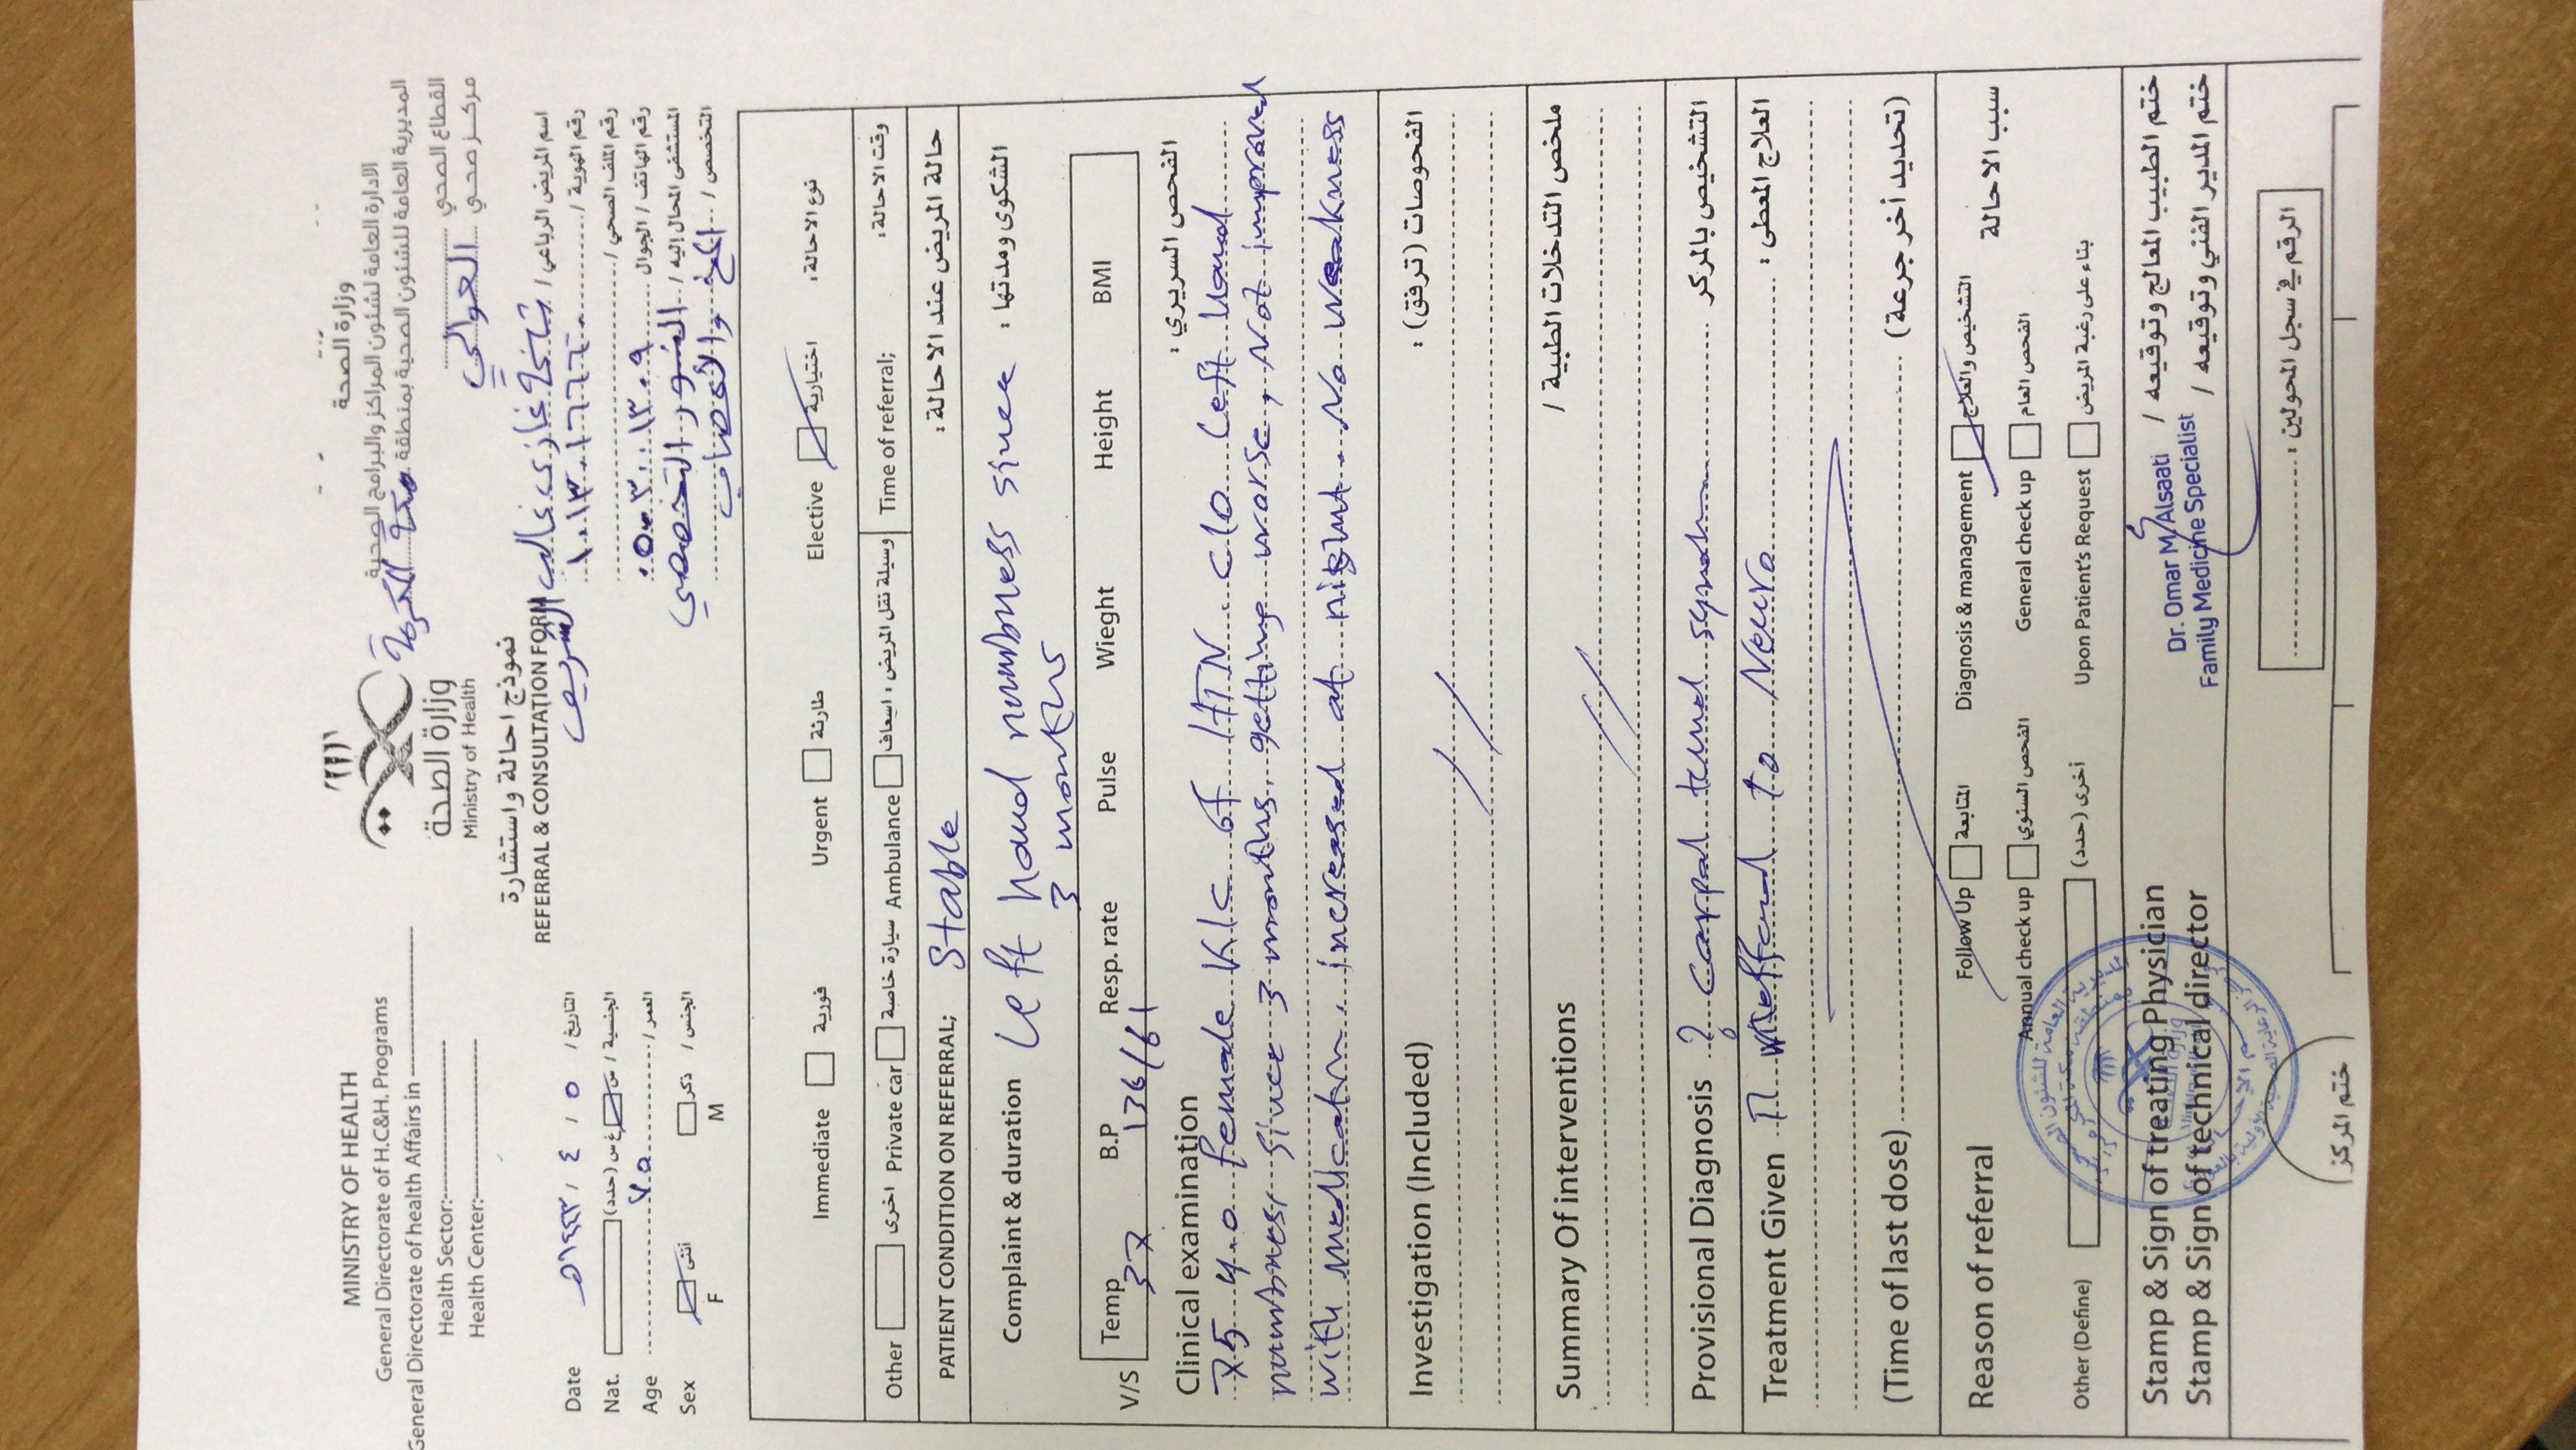 MINISTRY OF HEALTH
General Directorate of H.C&H. Programs
General Directorate of health Affairs in
Health Sector:
Health Center:
وزارة الصحة
Ministry of Health
وزارة الصحة
الادارة العامة لشئون المراكز والبرامج الصحية
المديرية العامة للشئون الصحية بمنطقة مكة المكرمة
القطاع الصحي
مركز صحي العوالي
نموذج احالة واستشارة
REFERRAL & CONSULTATION FORM
اسم المريض الرباعي / غازي غالب الشريف
رقم الهوية / ١٠١٣٠١٦٦٦٠
رقم الملف الصحي /
رقم الهاتف / الجوال ٠٥٠٣٠٠١٣٠٩
المستشفى المحال إليه / التخصصي
التخصص / المخ والأعصاب
Date ٥ / ٤ / ١٤٤٣هـ التاريخ /
Nat. (حدد) غ س س الجنسية /
Age ٧٥ العمر /
Sex أنثى ذكر الجنس /
F M
Immediate فورية Urgent طارئة Elective اختيارية نوع الاحالة:
Other اخرى Private car سيارة خاصة Ambulance وسيلة نقل المريض : اسعاف Time of referral; وقت الاحالة:
PATIENT CONDITION ON REFERRAL; Stable حالة المريض عند الاحالة :
Complaint & duration Left hand numbness since الشكوى ومدتها :
3 months
V/S Temp B.P Resp. rate Pulse Wieght Height BMI
37 136/61
Clinical examination الفحص السريري :
75 y.o female K/C of HTN. c/o Left hand
numbness since 3 months. getting worse, Not improved
with medicatn. increased at night. No weakness
Investigation (Included) الفحوصات (ترفق) :
Summary Of interventions ملخص التدخلات الطبية /
Provisional Diagnosis ? carpal tunnel syndrom التشخيص بالمركز
Treatment Given to Neuro العلاج المعطى :
(Time of last dose) (تحديد أخر جرعة)
Reason of referral Follow Up المتابعة Diagnosis & management التشخيص والعلاج سبب الاحالة
Annual check up الفحص السنوي General check up الفحص العام
Other (Define) أخرى (حدد) Upon Patient's Request بناء على رغبة المريض
Stamp & Sign of treating Physician Dr. Omar M. Alsaati ختم الطبيب المعالج وتوقيعه /
Stamp & Sign of technical director Family Medicine Specialist ختم المدير الفني وتوقيعه /
الرقم في سجل المحولين :
ختم المركز